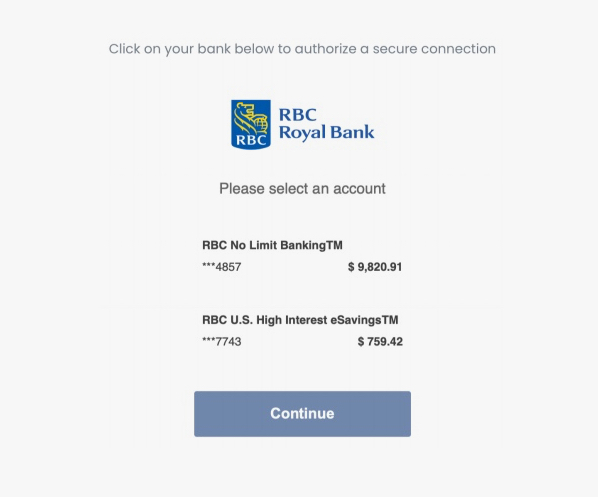 Click on your bank below to authorize a secure connection
RBC
RBC
Royal Bank
Please select an account
RBC No Limit BankingTM
***4857 $ 9,820.91
RBC U.S. High Interest eSavingsTM
***7743 $ 759.42
Continue